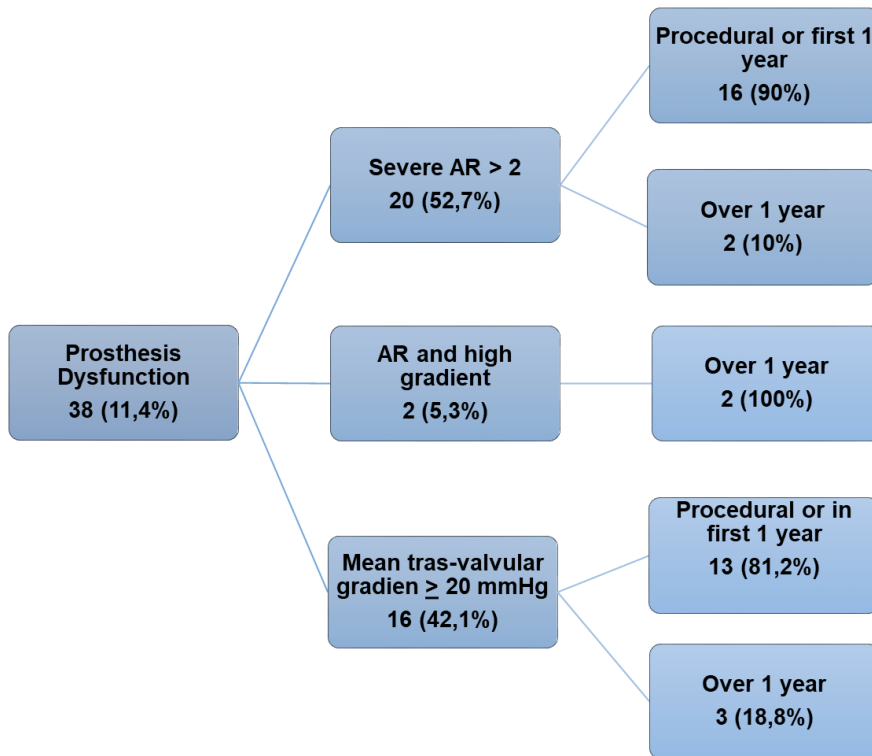 Prosthesis
Dysfunction
38 (11,4%)
Severe AR > 2
20 (52,7%)
Procedural or first 1
year
16 (90%)
Over 1 year
2 (10%)
AR and high
gradient
2 (5,3%)
Over 1 year
2 (100%)
Mean tras-valvular
gradien ≥ 20 mmHg
16 (42,1%)
Procedural or in
first 1 year
13 (81,2%)
Over 1 year
3 (18,8%)